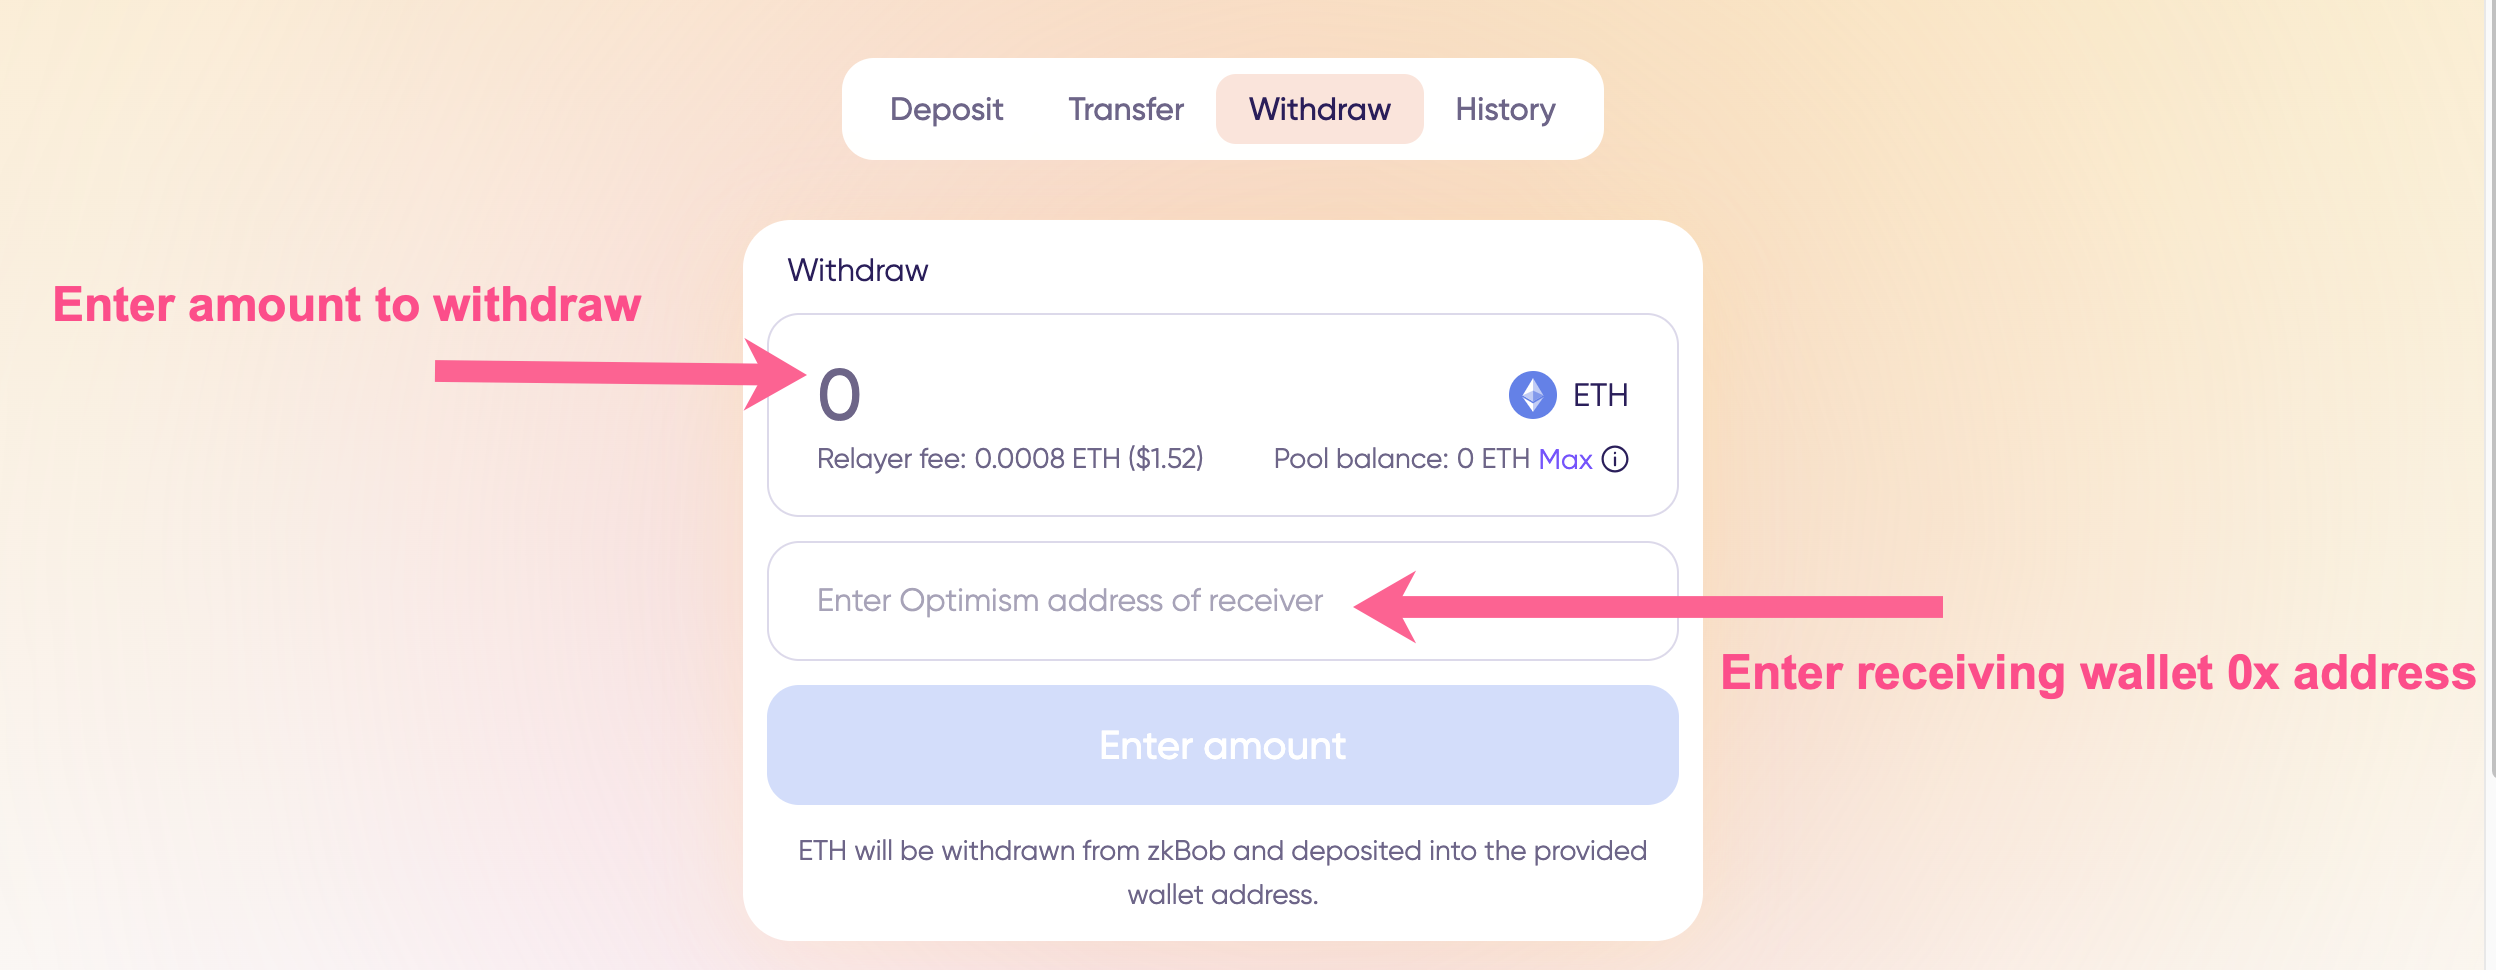 Deposit Transfer Withdraw History
Withdraw
Enter amount to withdraw
0 ETH
Relayer fee: 0.0008 ETH ($1.52) Pool balance: 0 ETH Max
Enter Optimism address of receiver
Enter receiving wallet 0x address
Enter amount
ETH will be withdrawn from zkBob and deposited into the provided
wallet address.